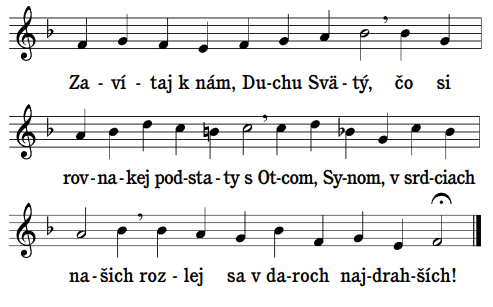 Za - ví - taj k nám, Du-chu Svä-tý, čo si
rov-na-kej pod-sta-ty s Ot-com, Sy-nom, v srd-ciach
na-šich roz - lej sa v da-roch naj-drah-ších!